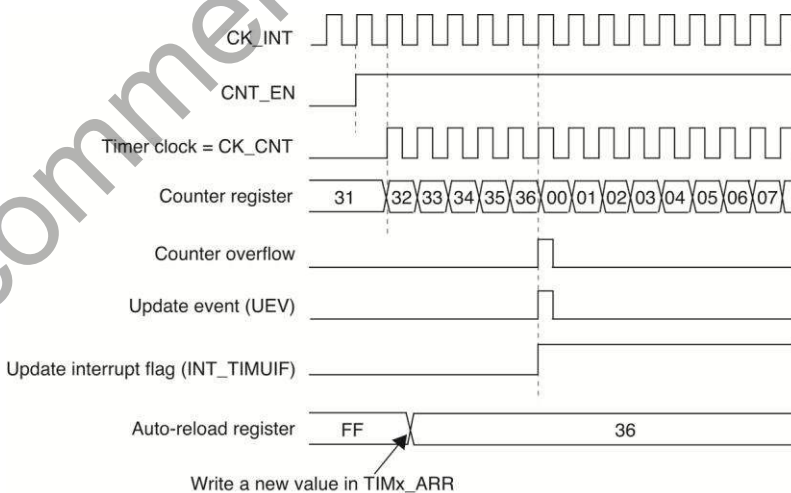 CK_INT
CNT_EN
Timer clock = CK_CNT
Counter register 31 32 33 34 35 36 00 01 02 03 04 05 06 07
Counter overflow
Update event (UEV)
Update interrupt flag (INT_TIMUIF)
Auto-reload register FF 36
Write a new value in TIMx_ARR